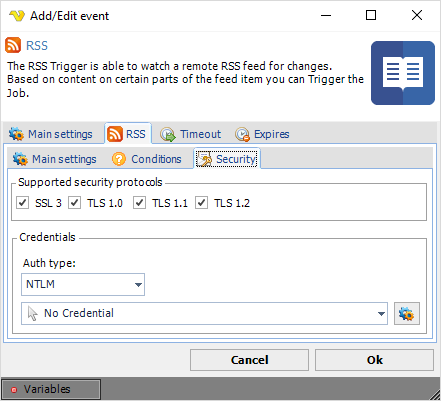 Add/Edit event
RSS
The RSS Trigger is able to watch a remote RSS feed for changes.
Based on content on certain parts of the feed item you can Trigger the
Job.
Main settings RSS Timeout Expires
Main settings Conditions Security
Supported security protocols
SSL 3 TLS 1.0 TLS 1.1 TLS 1.2
Credentials
Auth type:
NTLM
No Credential
Cancel Ok
Variables